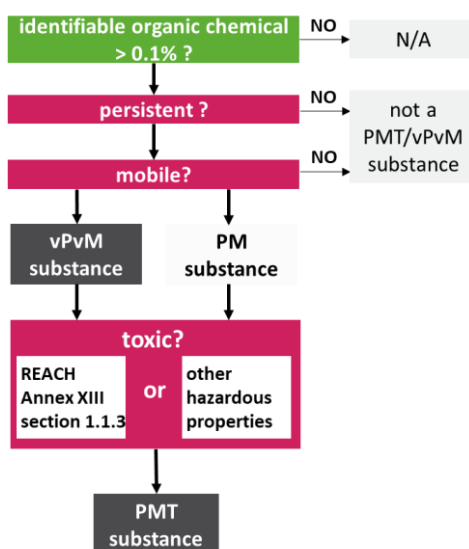 identifiable organic chemical
> 0.1% ?
NO
N/A
persistent ?
NO
not a
PMT/vPvM
substance
mobile?
NO
vPvM
substance
PM
substance
toxic?
REACH
Annex XIII
section 1.1.3
or
other
hazardous
properties
PMT
substance